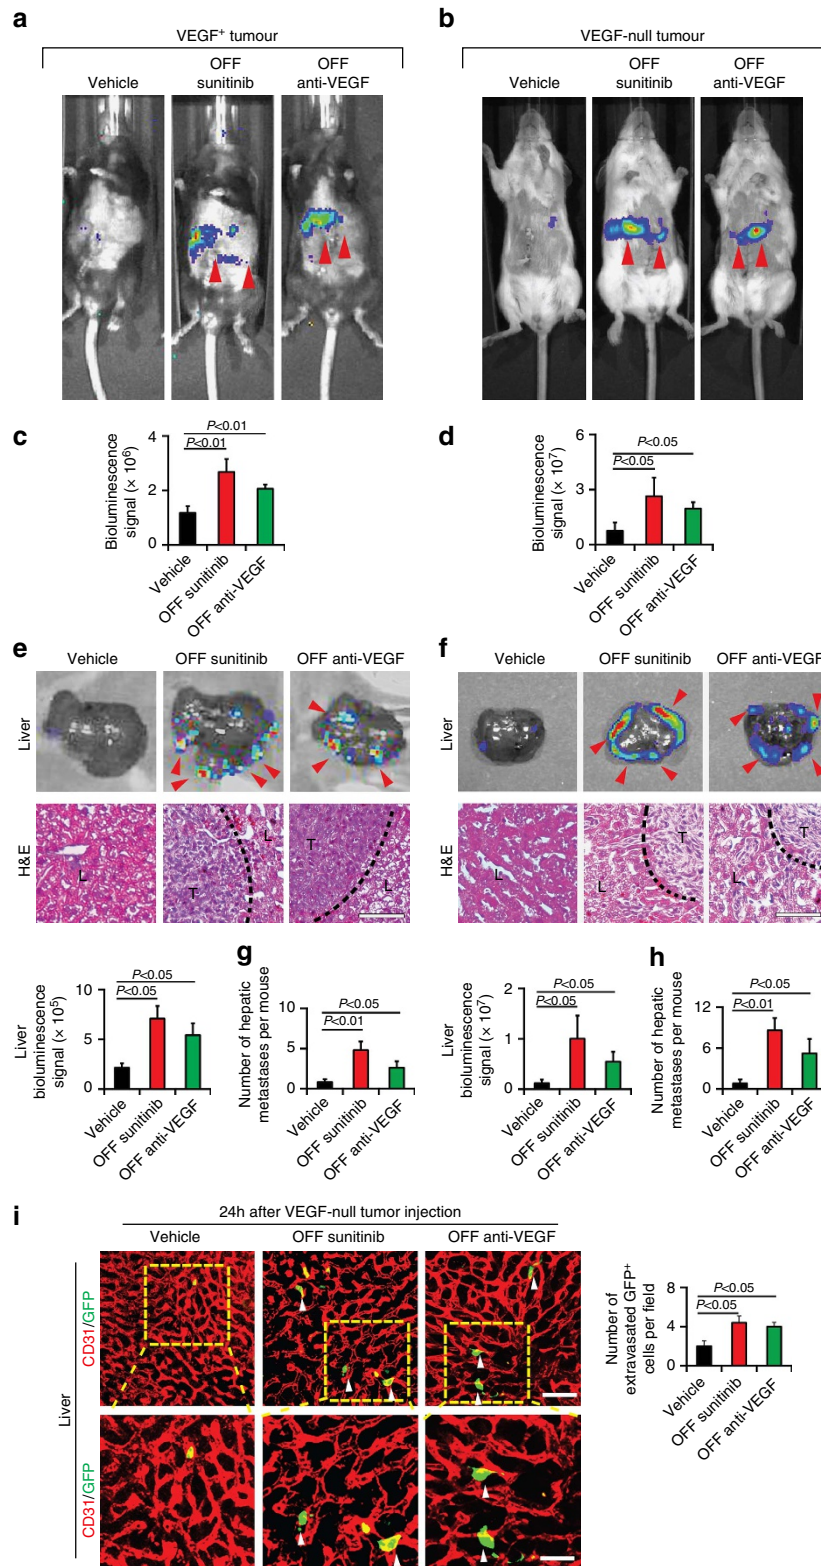 a
VEGF⁺ tumour
Vehicle
OFF
sunitinib
OFF
anti-VEGF
b
VEGF-null tumour
Vehicle
OFF
sunitinib
OFF
anti-VEGF
c
Bioluminescence
signal (× 10⁶)
4
2
0
P<0.01
P<0.01
Vehicle
OFF sunitinib
OFF anti-VEGF
d
Bioluminescence
signal (× 10⁷)
6
3
0
P<0.05
P<0.05
Vehicle
OFF sunitinib
OFF anti-VEGF
e
Vehicle
OFF sunitinib
OFF anti-VEGF
Liver
H&E
L
T
L
T
L
Liver
bioluminescence
signal (× 10⁵)
10
5
0
P<0.05
P<0.05
Vehicle
OFF sunitinib
OFF anti-VEGF
g
Number of hepatic
metastases per mouse
10
5
0
P<0.05
P<0.01
Vehicle
OFF sunitinib
OFF anti-VEGF
f
Vehicle
OFF sunitinib
OFF anti-VEGF
Liver
H&E
L
L
T
L
T
Liver
bioluminescence
signal (× 10⁷)
2
1
0
P<0.05
P<0.05
Vehicle
OFF sunitinib
OFF anti-VEGF
h
Number of hepatic
metastases per mouse
12
6
0
P<0.05
P<0.01
Vehicle
OFF sunitinib
OFF anti-VEGF
i
24h after VEGF-null tumor injection
Vehicle
OFF sunitinib
OFF anti-VEGF
Liver
CD31/GFP
CD31/GFP
Number of
extravasated GFP⁺
cells per field
8
4
0
P<0.05
P<0.05
Vehicle
OFF sunitinib
OFF anti-VEGF